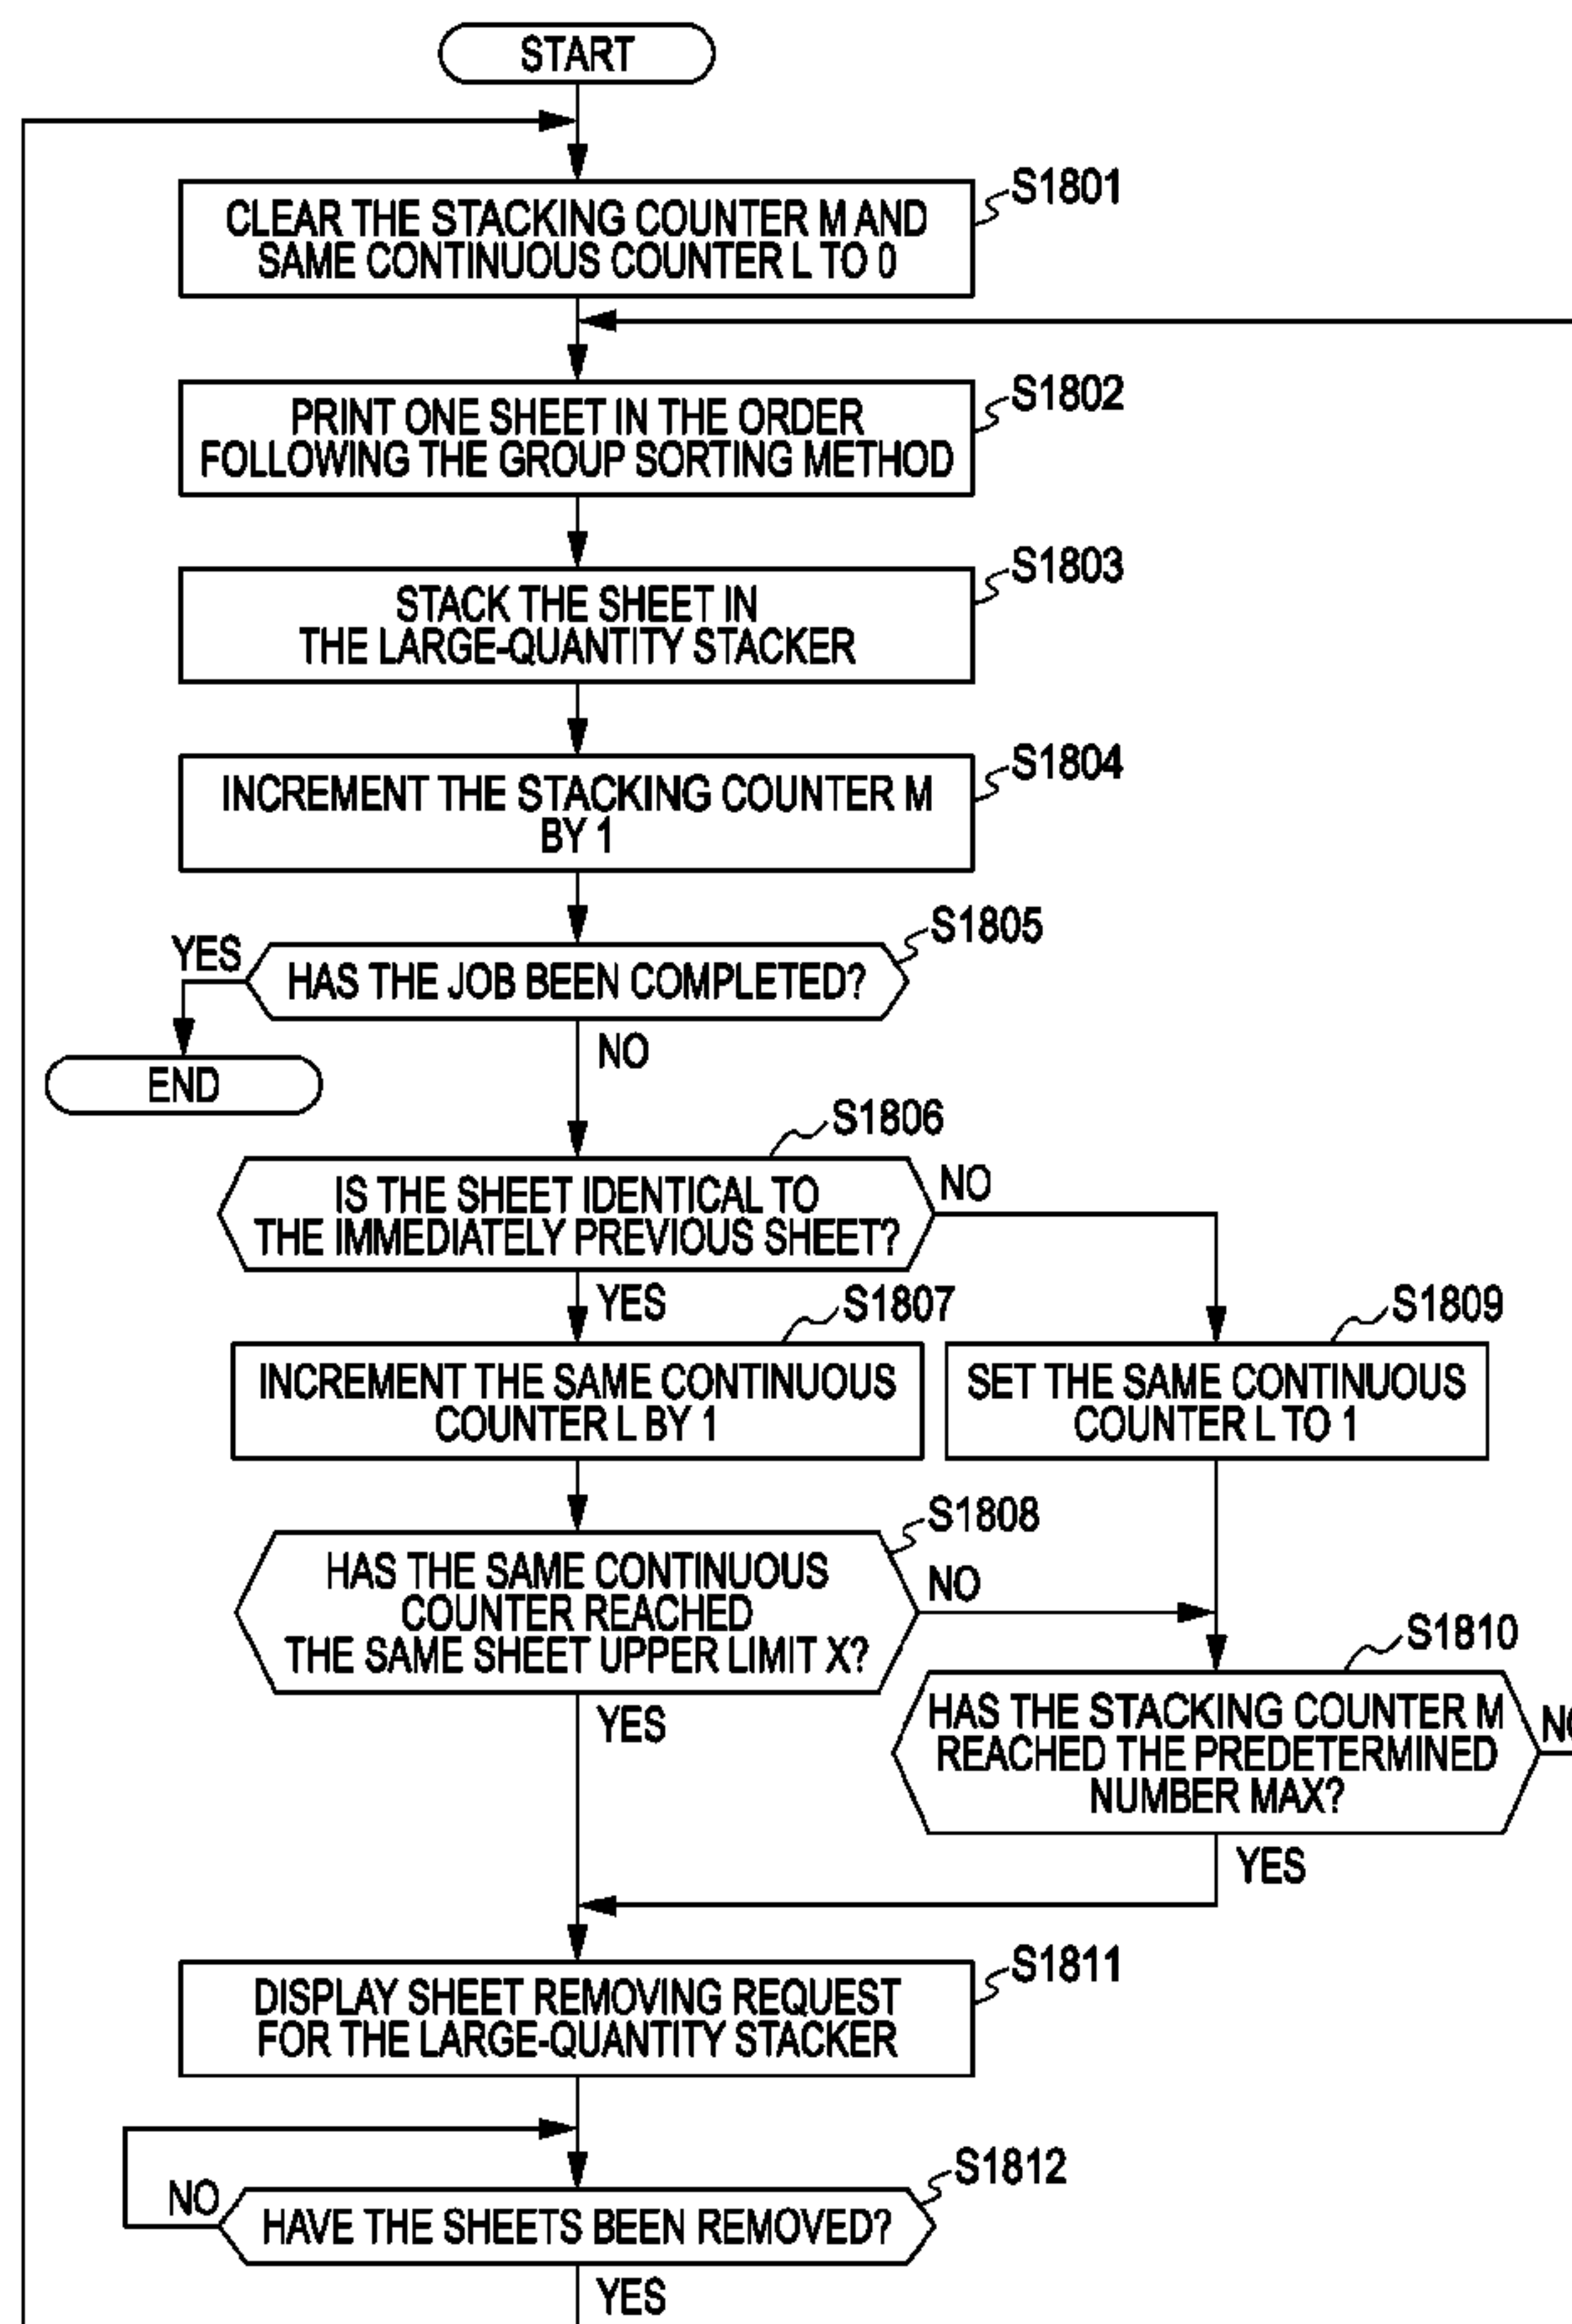 START
S1801
CLEAR THE STACKING COUNTER M AND
SAME CONTINUOUS COUNTER L TO 0
S1802
PRINT ONE SHEET IN THE ORDER
FOLLOWING THE GROUP SORTING METHOD
S1803
STACK THE SHEET IN
THE LARGE-QUANTITY STACKER
S1804
INCREMENT THE STACKING COUNTER M
BY 1
S1805
YES
HAS THE JOB BEEN COMPLETED?
NO
END
S1806
IS THE SHEET IDENTICAL TO
THE IMMEDIATELY PREVIOUS SHEET?
NO
YES
S1807
INCREMENT THE SAME CONTINUOUS
COUNTER L BY 1
S1809
SET THE SAME CONTINUOUS
COUNTER L TO 1
S1808
HAS THE SAME CONTINUOUS
COUNTER REACHED
THE SAME SHEET UPPER LIMIT X?
NO
YES
S1810
HAS THE STACKING COUNTER M
REACHED THE PREDETERMINED
NUMBER MAX?
NO
YES
S1811
DISPLAY SHEET REMOVING REQUEST
FOR THE LARGE-QUANTITY STACKER
S1812
NO
HAVE THE SHEETS BEEN REMOVED?
YES